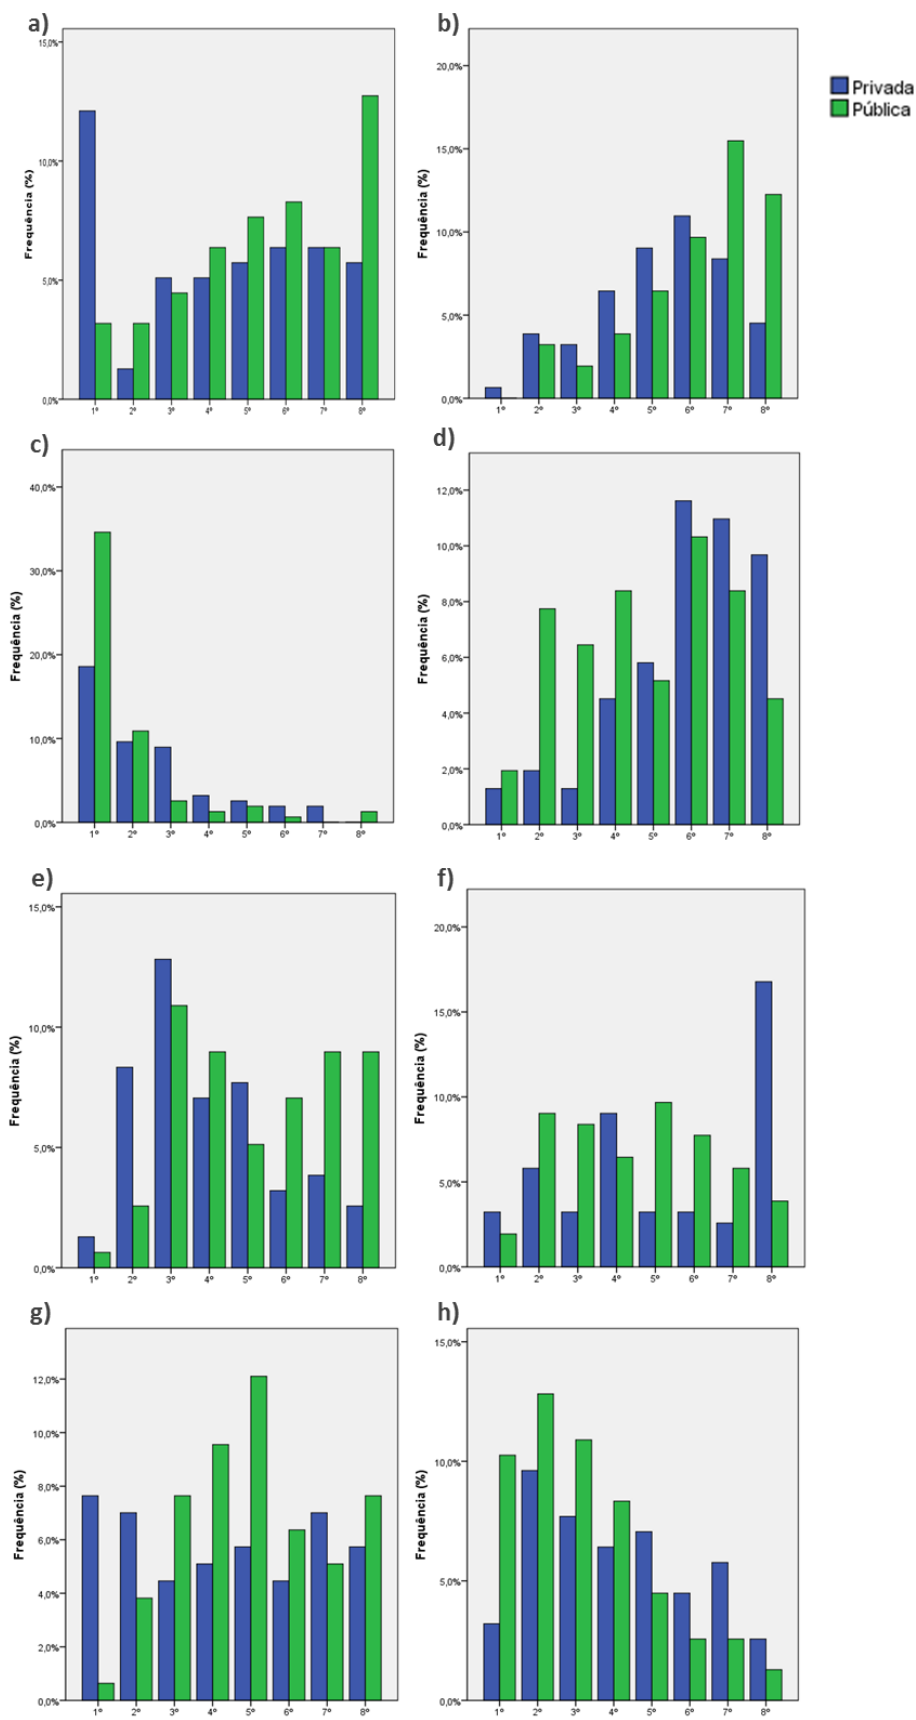 a)
15,0%
10,0%
5,0%
0,0%
Frequência (%)
1º 2º 3º 4º 5º 6º 7º 8º
b)
20,0%
15,0%
10,0%
5,0%
0,0%
Frequência (%)
1º 2º 3º 4º 5º 6º 7º 8º
Privada
Pública
c)
40,0%
30,0%
20,0%
10,0%
0,0%
Frequência (%)
1º 2º 3º 4º 5º 6º 7º 8º
d)
12,0%
10,0%
8,0%
6,0%
4,0%
2,0%
0,0%
Frequência (%)
1º 2º 3º 4º 5º 6º 7º 8º
e)
15,0%
10,0%
5,0%
0,0%
Frequência (%)
1º 2º 3º 4º 5º 6º 7º 8º
f)
20,0%
15,0%
10,0%
5,0%
0,0%
Frequência (%)
1º 2º 3º 4º 5º 6º 7º 8º
g)
12,0%
10,0%
8,0%
6,0%
4,0%
2,0%
0,0%
Frequência (%)
1º 2º 3º 4º 5º 6º 7º 8º
h)
15,0%
10,0%
5,0%
0,0%
Frequência (%)
1º 2º 3º 4º 5º 6º 7º 8º